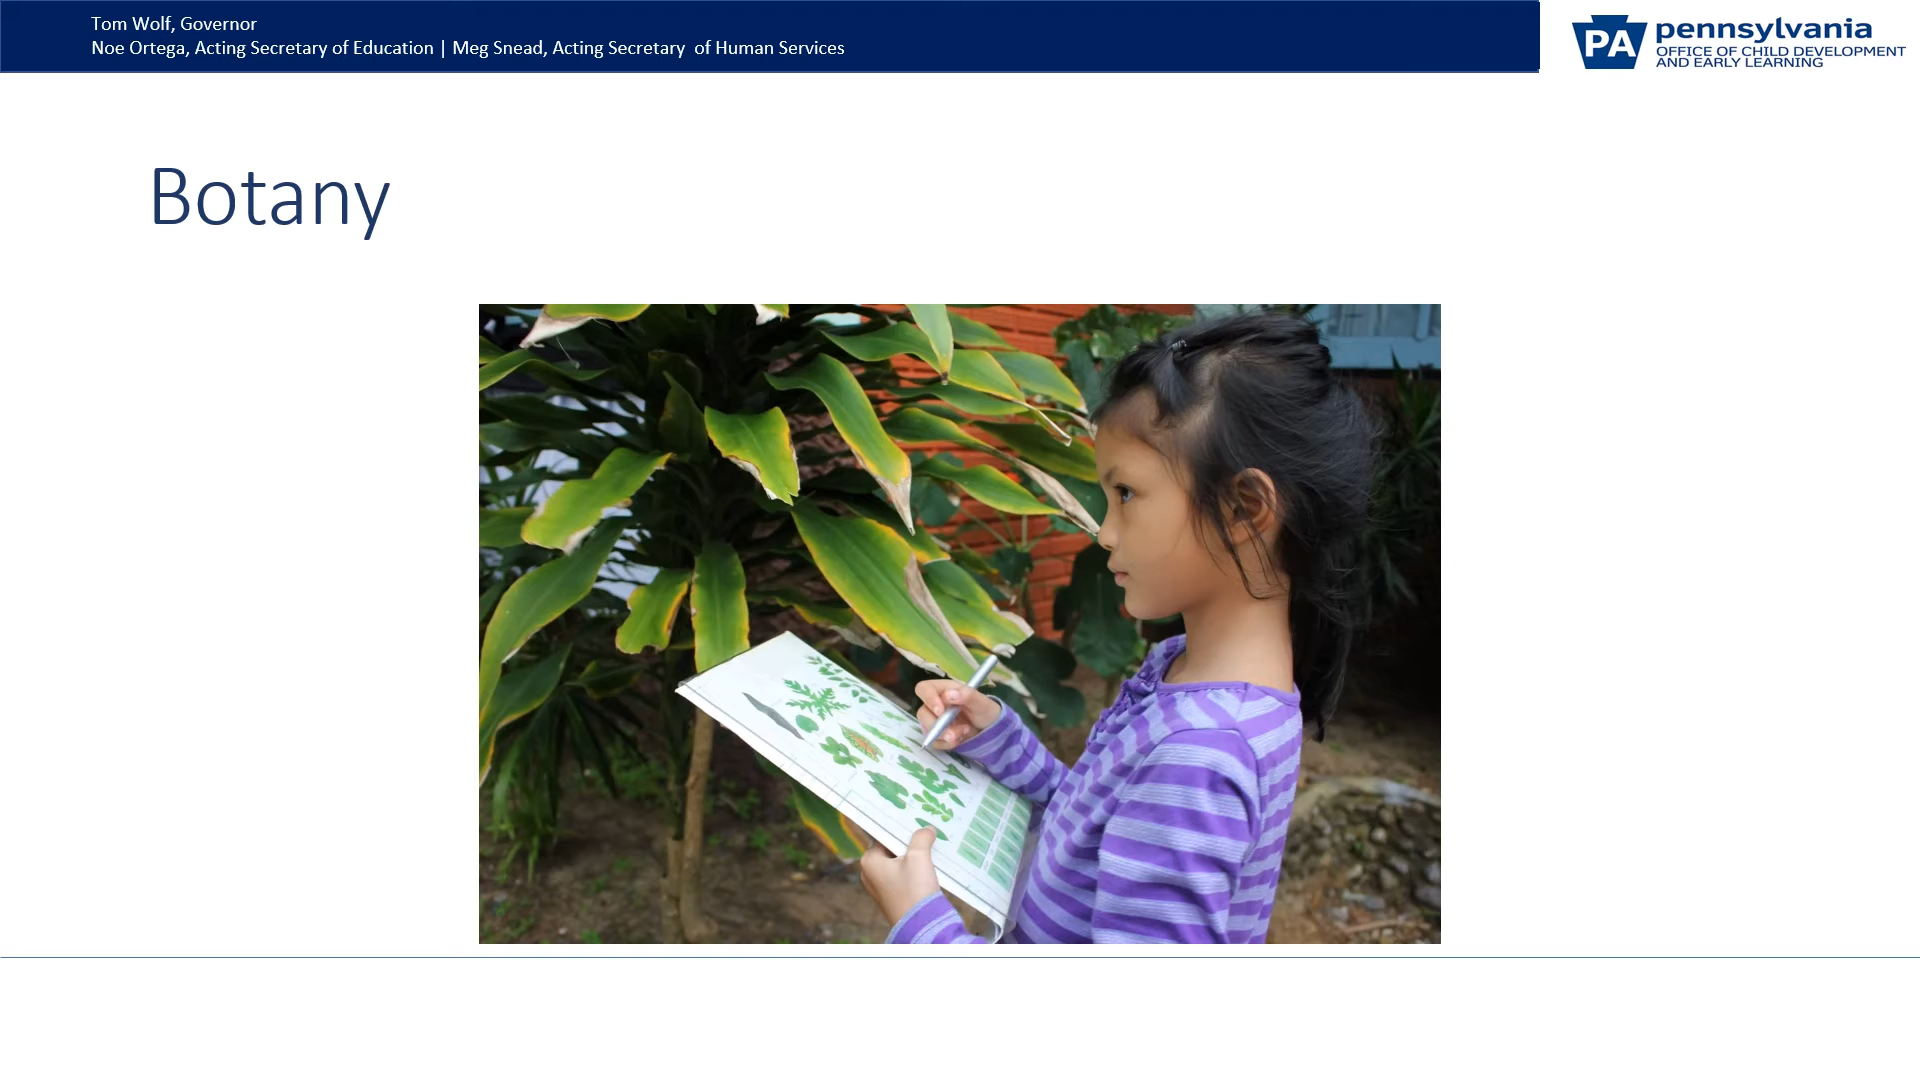 Tom Wolf, Governor
Noe Ortega, Acting Secretary of Education | Meg Snead, Acting Secretary  of Human Services
PA
pennsylvania
OFFICE OF CHILD DEVELOPMENT
AND EARLY LEARNING
Botany